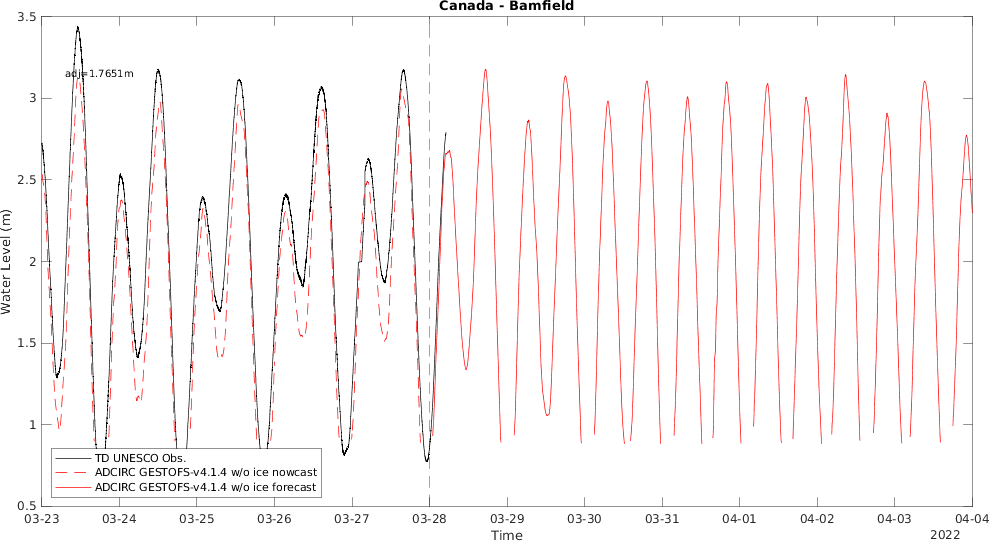 Canada - Bamfield
3.5
adj=1.7651m
3
2.5
Water Level (m)
2
1.5
1
TD UNESCO Obs.
ADCIRC GESTOFS-v4.1.4 w/o ice nowcast
ADCIRC GESTOFS-v4.1.4 w/o ice forecast
0.5
03-23 03-24 03-25 03-26 03-27 03-28 03-29 03-30 03-31 04-01 04-02 04-03 04-04
Time
2022